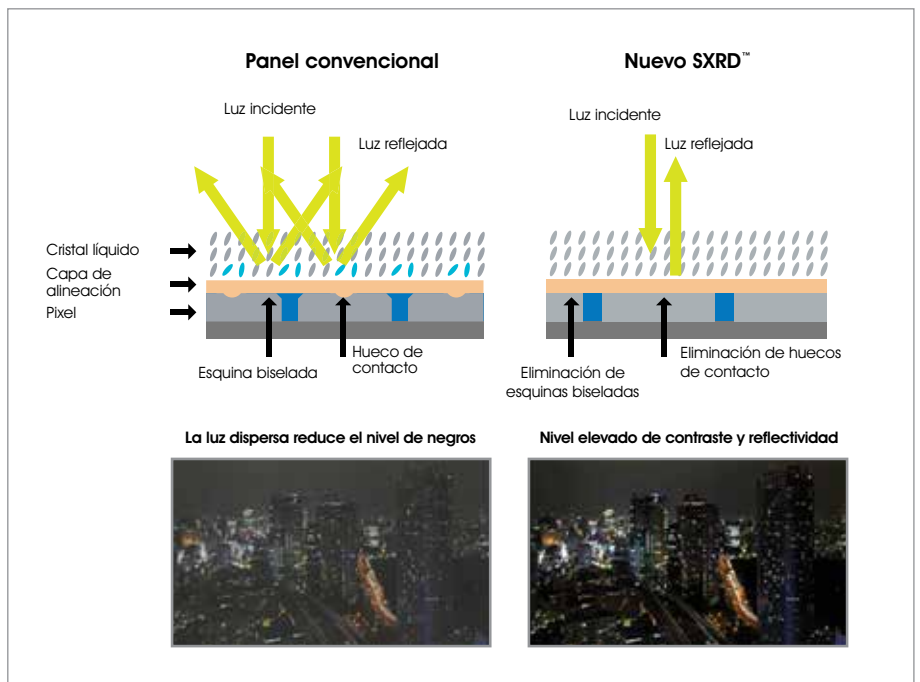 Panel convencional
Nuevo SXRD™
Luz incidente
Luz reflejada
Luz incidente
Luz reflejada
Cristal líquido
Capa de
alineación
Pixel
Esquina biselada
Hueco de
contacto
Eliminación de
esquinas biseladas
Eliminación de huecos
de contacto
La luz dispersa reduce el nivel de negros
Nivel elevado de contraste y reflectividad